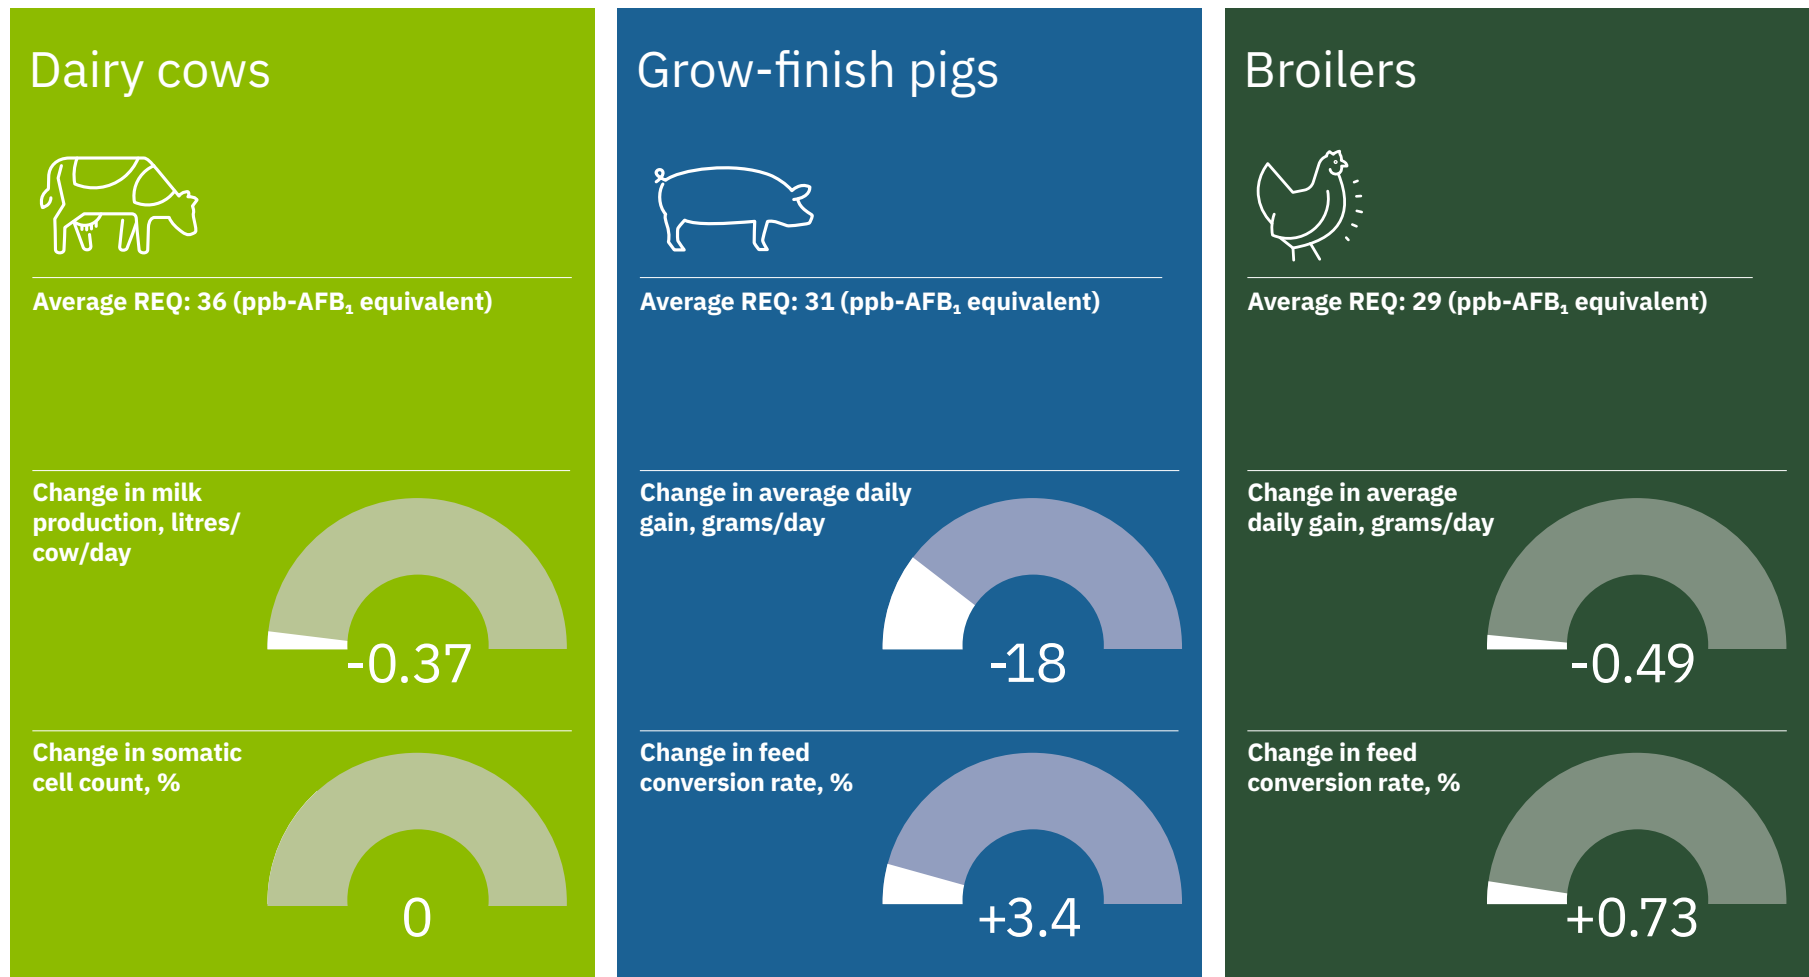 Dairy cows
Average REQ: 36 (ppb-AFB₁ equivalent)
Change in milk
production, litres/
cow/day
-0.37
Change in somatic
cell count, %
0
Grow-finish pigs
Average REQ: 31 (ppb-AFB₁ equivalent)
Change in average daily
gain, grams/day
-18
Change in feed
conversion rate, %
+3.4
Broilers
Average REQ: 29 (ppb-AFB₁ equivalent)
Change in average
daily gain, grams/day
-0.49
Change in feed
conversion rate, %
+0.73